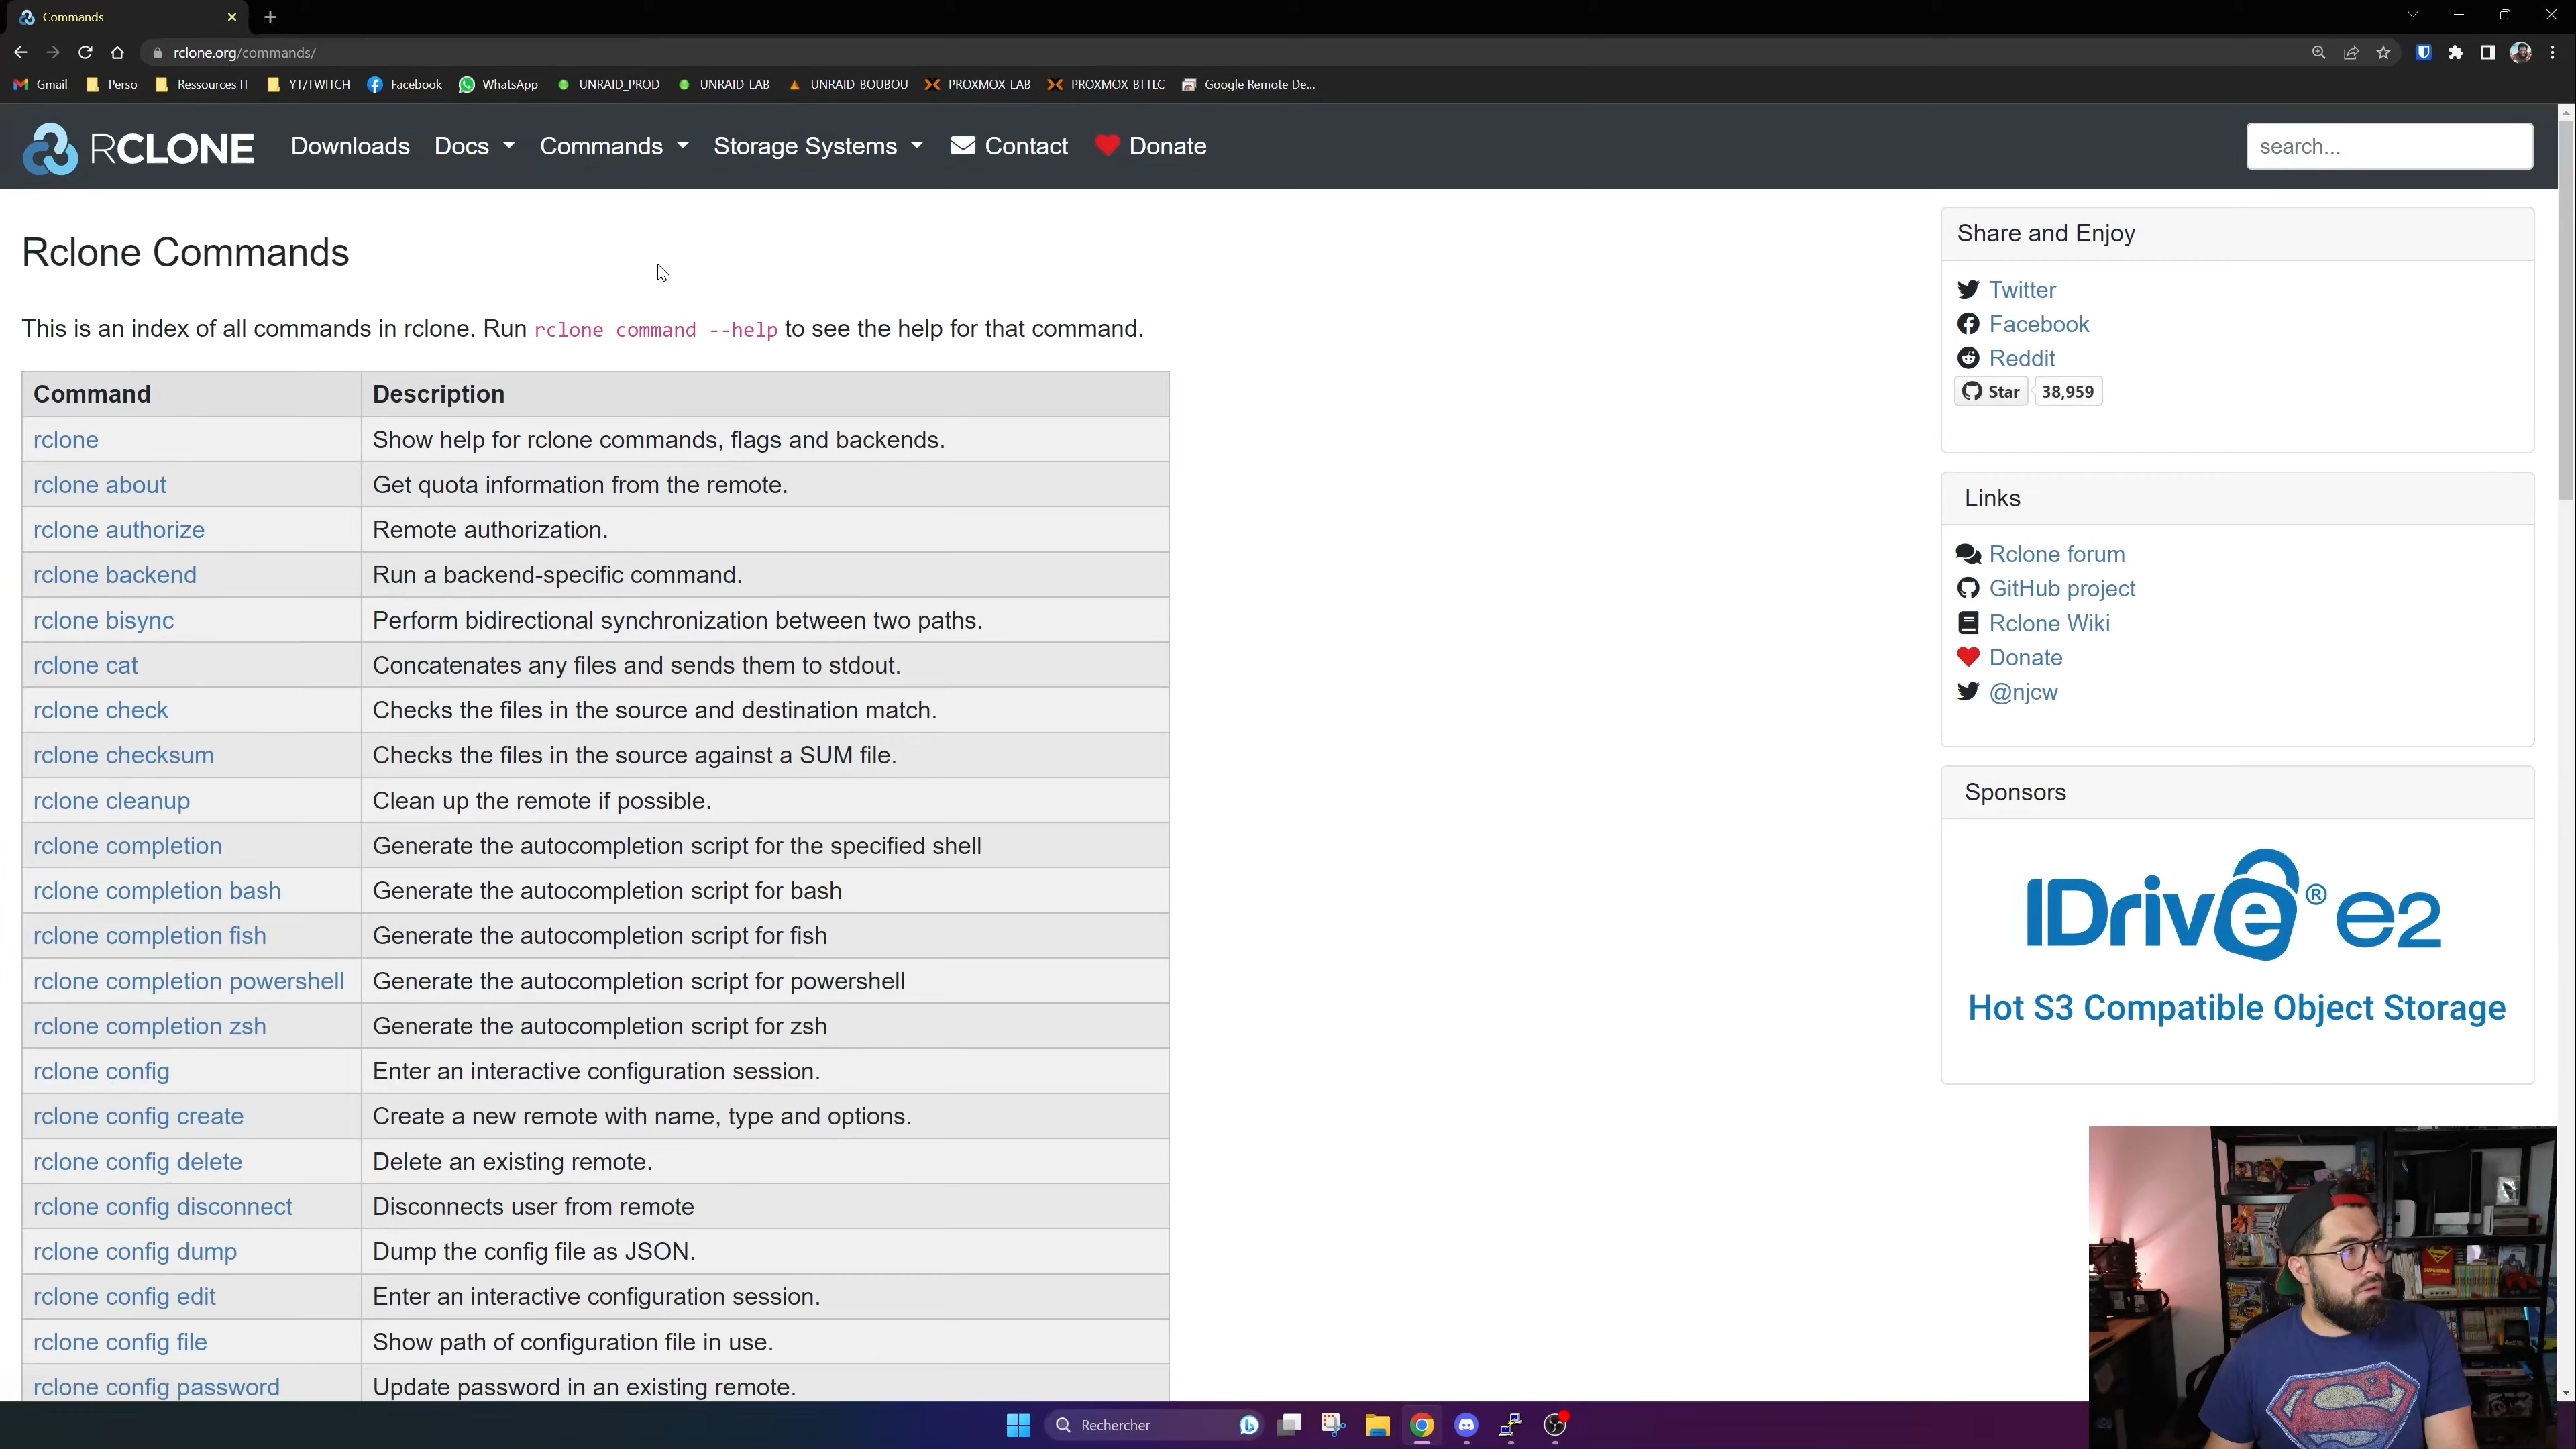 Commands
rclone.org/commands/
Gmail Perso Ressources IT YT/TWITCH Facebook WhatsApp UNRAID_PROD UNRAID-LAB UNRAID-BOUBOU PROXMOX-LAB PROXMOX-BTTLC Google Remote De...
RCLONE Downloads Docs Commands Storage Systems Contact Donate search...
Rclone Commands
This is an index of all commands in rclone. Run rclone command --help to see the help for that command.
Command Description
rclone Show help for rclone commands, flags and backends.
rclone about Get quota information from the remote.
rclone authorize Remote authorization.
rclone backend Run a backend-specific command.
rclone bisync Perform bidirectional synchronization between two paths.
rclone cat Concatenates any files and sends them to stdout.
rclone check Checks the files in the source and destination match.
rclone checksum Checks the files in the source against a SUM file.
rclone cleanup Clean up the remote if possible.
rclone completion Generate the autocompletion script for the specified shell
rclone completion bash Generate the autocompletion script for bash
rclone completion fish Generate the autocompletion script for fish
rclone completion powershell Generate the autocompletion script for powershell
rclone completion zsh Generate the autocompletion script for zsh
rclone config Enter an interactive configuration session.
rclone config create Create a new remote with name, type and options.
rclone config delete Delete an existing remote.
rclone config disconnect Disconnects user from remote
rclone config dump Dump the config file as JSON.
rclone config edit Enter an interactive configuration session.
rclone config file Show path of configuration file in use.
rclone config password Update password in an existing remote.
Share and Enjoy
Twitter
Facebook
Reddit
Star 38,959
Links
Rclone forum
GitHub project
Rclone Wiki
Donate
@njcw
Sponsors
IDrive® e2
Hot S3 Compatible Object Storage
Rechercher